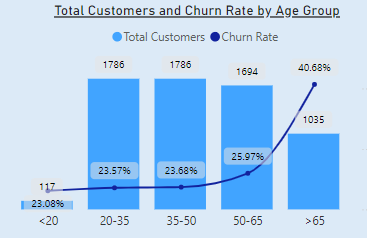 Total Customers and Churn Rate by Age Group
Total Customers Churn Rate
1786 1786 1694 40.68%
1035
23.57% 23.68% 25.97%
117
23.08%
<20 20-35 35-50 50-65 >65